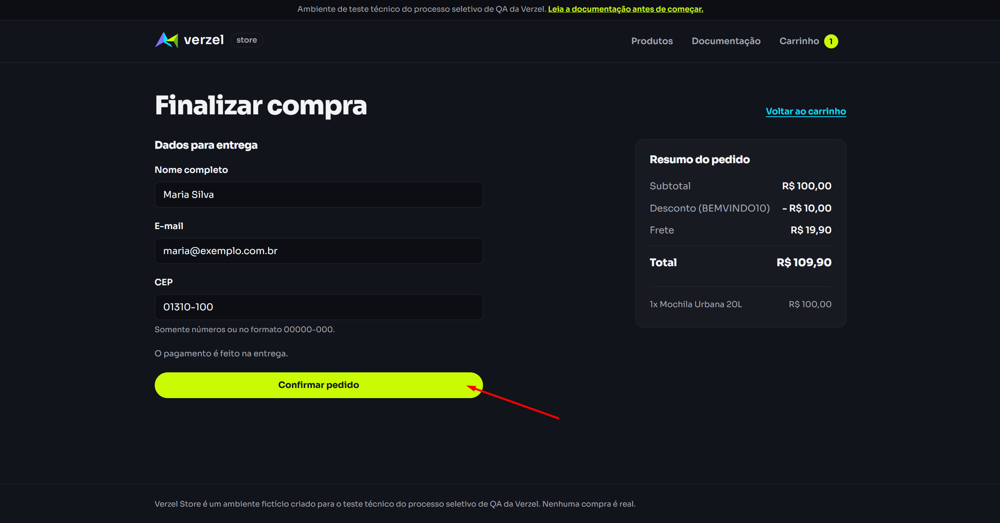 Ambiente de teste técnico do processo seletivo de QA da Verzel. Leia a documentação antes de começar.
verzel store
Produtos Documentação Carrinho 1
Finalizar compra
Voltar ao carrinho
Dados para entrega
Nome completo
Maria Silva
E-mail
maria@exemplo.com.br
CEP
01310-100
Somente números ou no formato 00000-000.
O pagamento é feito na entrega.
Confirmar pedido
Resumo do pedido
Subtotal R$ 100,00
Desconto (BEMVINDO10) - R$ 10,00
Frete R$ 19,90
Total R$ 109,90
1x Mochila Urbana 20L R$ 100,00
Verzel Store é um ambiente fictício criado para o teste técnico do processo seletivo de QA da Verzel. Nenhuma compra é real.